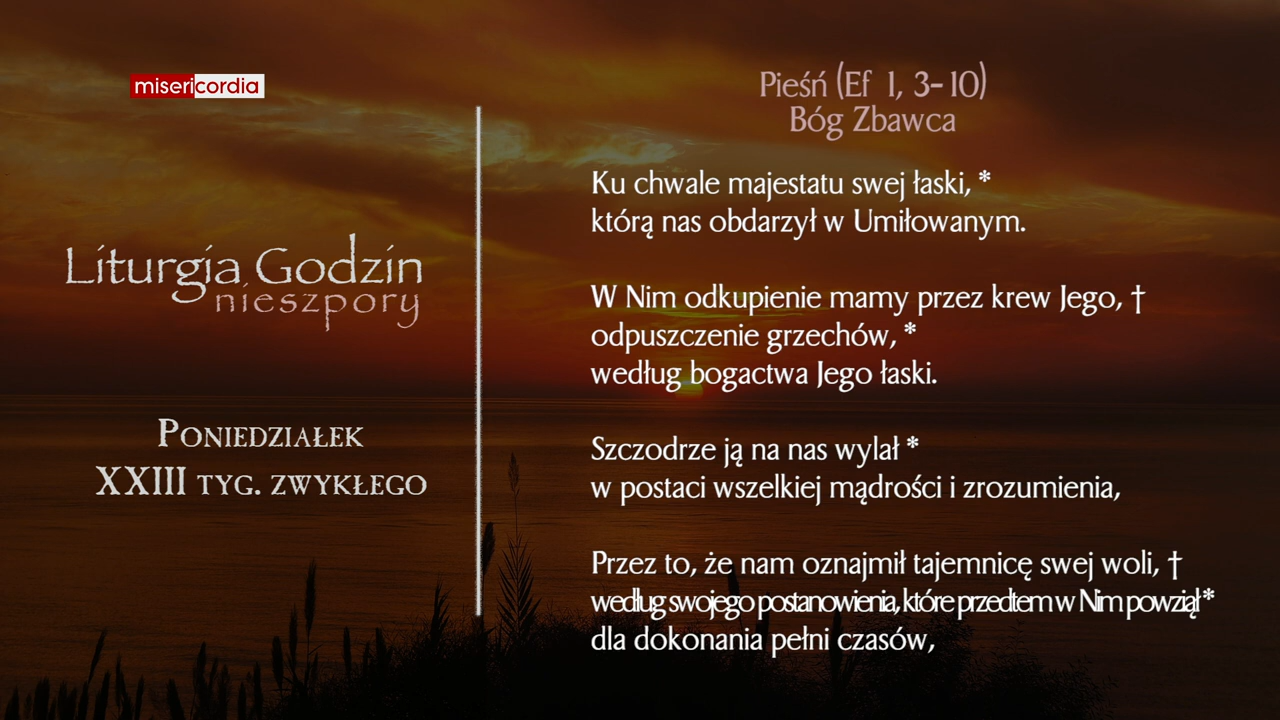 misericordia
Liturgia Godzin
nieszpory
Poniedziałek
XXIII tyg. zwykłego
Pieśń (Ef 1, 3-10)
Bóg Zbawca
Ku chwale majestatu swej łaski, *
którą nas obdarzył w Umiłowanym.
W Nim odkupienie mamy przez krew Jego, †
odpuszczenie grzechów, *
według bogactwa Jego łaski.
Szczodrze ją na nas wylał *
w postaci wszelkiej mądrości i zrozumienia,
Przez to, że nam oznajmił tajemnicę swej woli, †
według swojego postanowienia, które przedtem w Nim powziął *
dla dokonania pełni czasów,